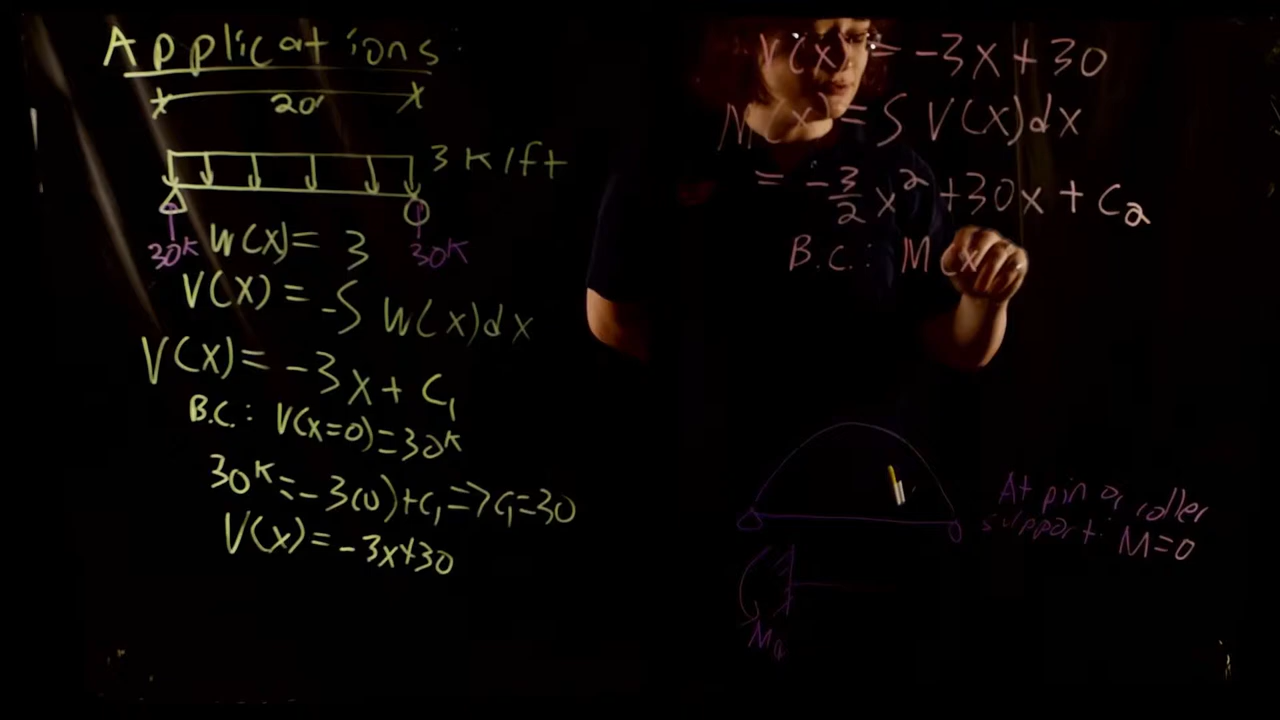 Applications:
20'
3 K/ft
30K 30K
W(x) = 3
V(x) = -∫ W(x)dx
V(x) = -3x + C₁
B.C.: V(x=0) = 30K
30K = -3(0) + C₁ => C₁ = 30
V(x) = -3x + 30
V(x) = -3x + 30
M(x) = ∫ V(x)dx
= -3/2 x² + 30x + C₂
B.C.: M(x
At pin or roller
support: M=0